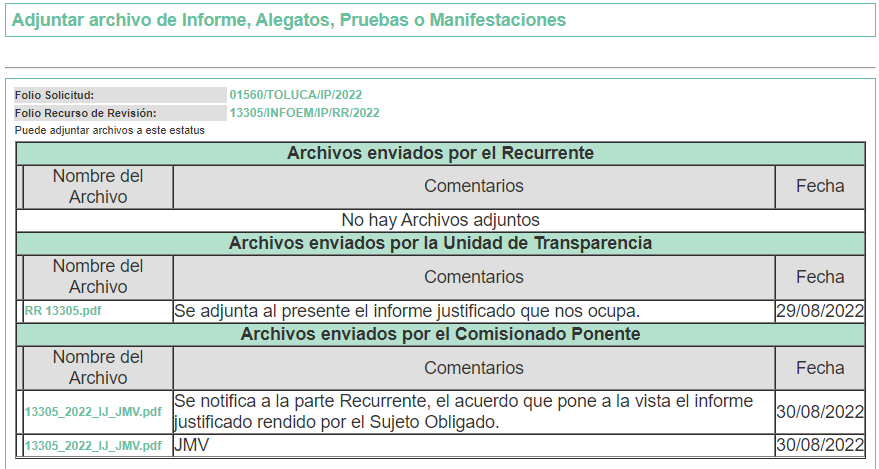 Adjuntar archivo de Informe, Alegatos, Pruebas o Manifestaciones
Folio Solicitud: 01560/TOLUCA/IP/2022
Folio Recurso de Revisión: 13305/INFOEM/IP/RR/2022
Puede adjuntar archivos a este estatus
Archivos enviados por el Recurrente
Nombre del
Archivo
Comentarios
Fecha
No hay Archivos adjuntos
Archivos enviados por la Unidad de Transparencia
Nombre del
Archivo
Comentarios
Fecha
RR 13305.pdf Se adjunta al presente el informe justificado que nos ocupa. 29/08/2022
Archivos enviados por el Comisionado Ponente
Nombre del
Archivo
Comentarios
Fecha
13305_2022_IJ_JMV.pdf
Se notifica a la parte Recurrente, el acuerdo que pone a la vista el informe
justificado rendido por el Sujeto Obligado.
30/08/2022
13305_2022_IJ_JMV.pdf JMV 30/08/2022